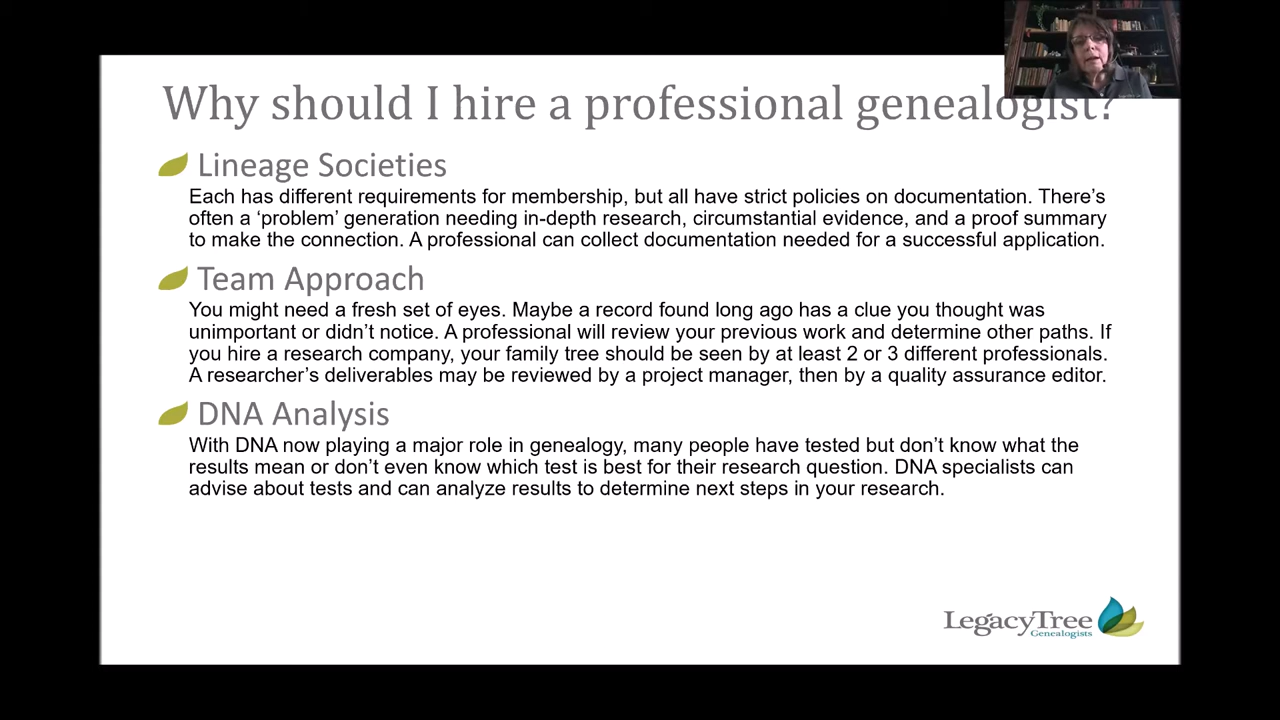 Why should I hire a professional genealogist?
Lineage Societies
Each has different requirements for membership, but all have strict policies on documentation. There’s
often a ‘problem’ generation needing in-depth research, circumstantial evidence, and a proof summary
to make the connection. A professional can collect documentation needed for a successful application.
Team Approach
You might need a fresh set of eyes. Maybe a record found long ago has a clue you thought was
unimportant or didn’t notice. A professional will review your previous work and determine other paths. If
you hire a research company, your family tree should be seen by at least 2 or 3 different professionals.
A researcher’s deliverables may be reviewed by a project manager, then by a quality assurance editor.
DNA Analysis
With DNA now playing a major role in genealogy, many people have tested but don’t know what the
results mean or don’t even know which test is best for their research question. DNA specialists can
advise about tests and can analyze results to determine next steps in your research.
LegacyTree
Genealogists